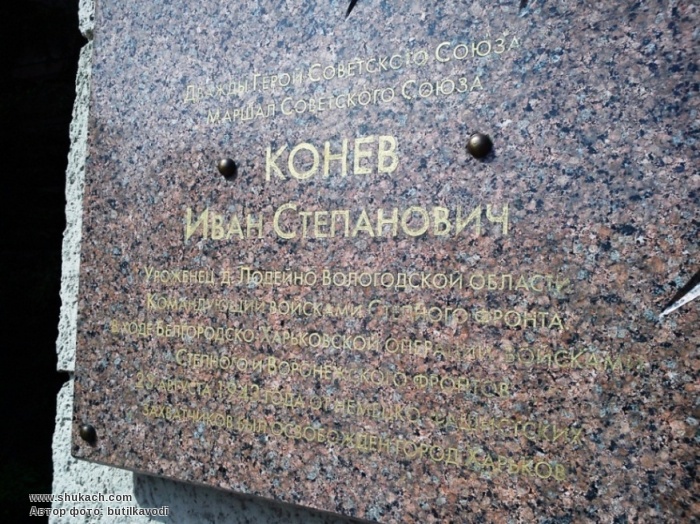 Дважды Герой Советского Союза
маршал Советского Союза
КОНЕВ
Иван Степанович
Уроженец д. Лодейно Вологодской области
Командующий войсками Степного фронта
В ходе Белгородско-Харьковской операции войсками
Степного и Воронежского фронтов
23 августа 1943 года от немецко-фашистских
захватчиков был освобожден город Харьков
www.shukach.com
Автор фото: butilkavodi